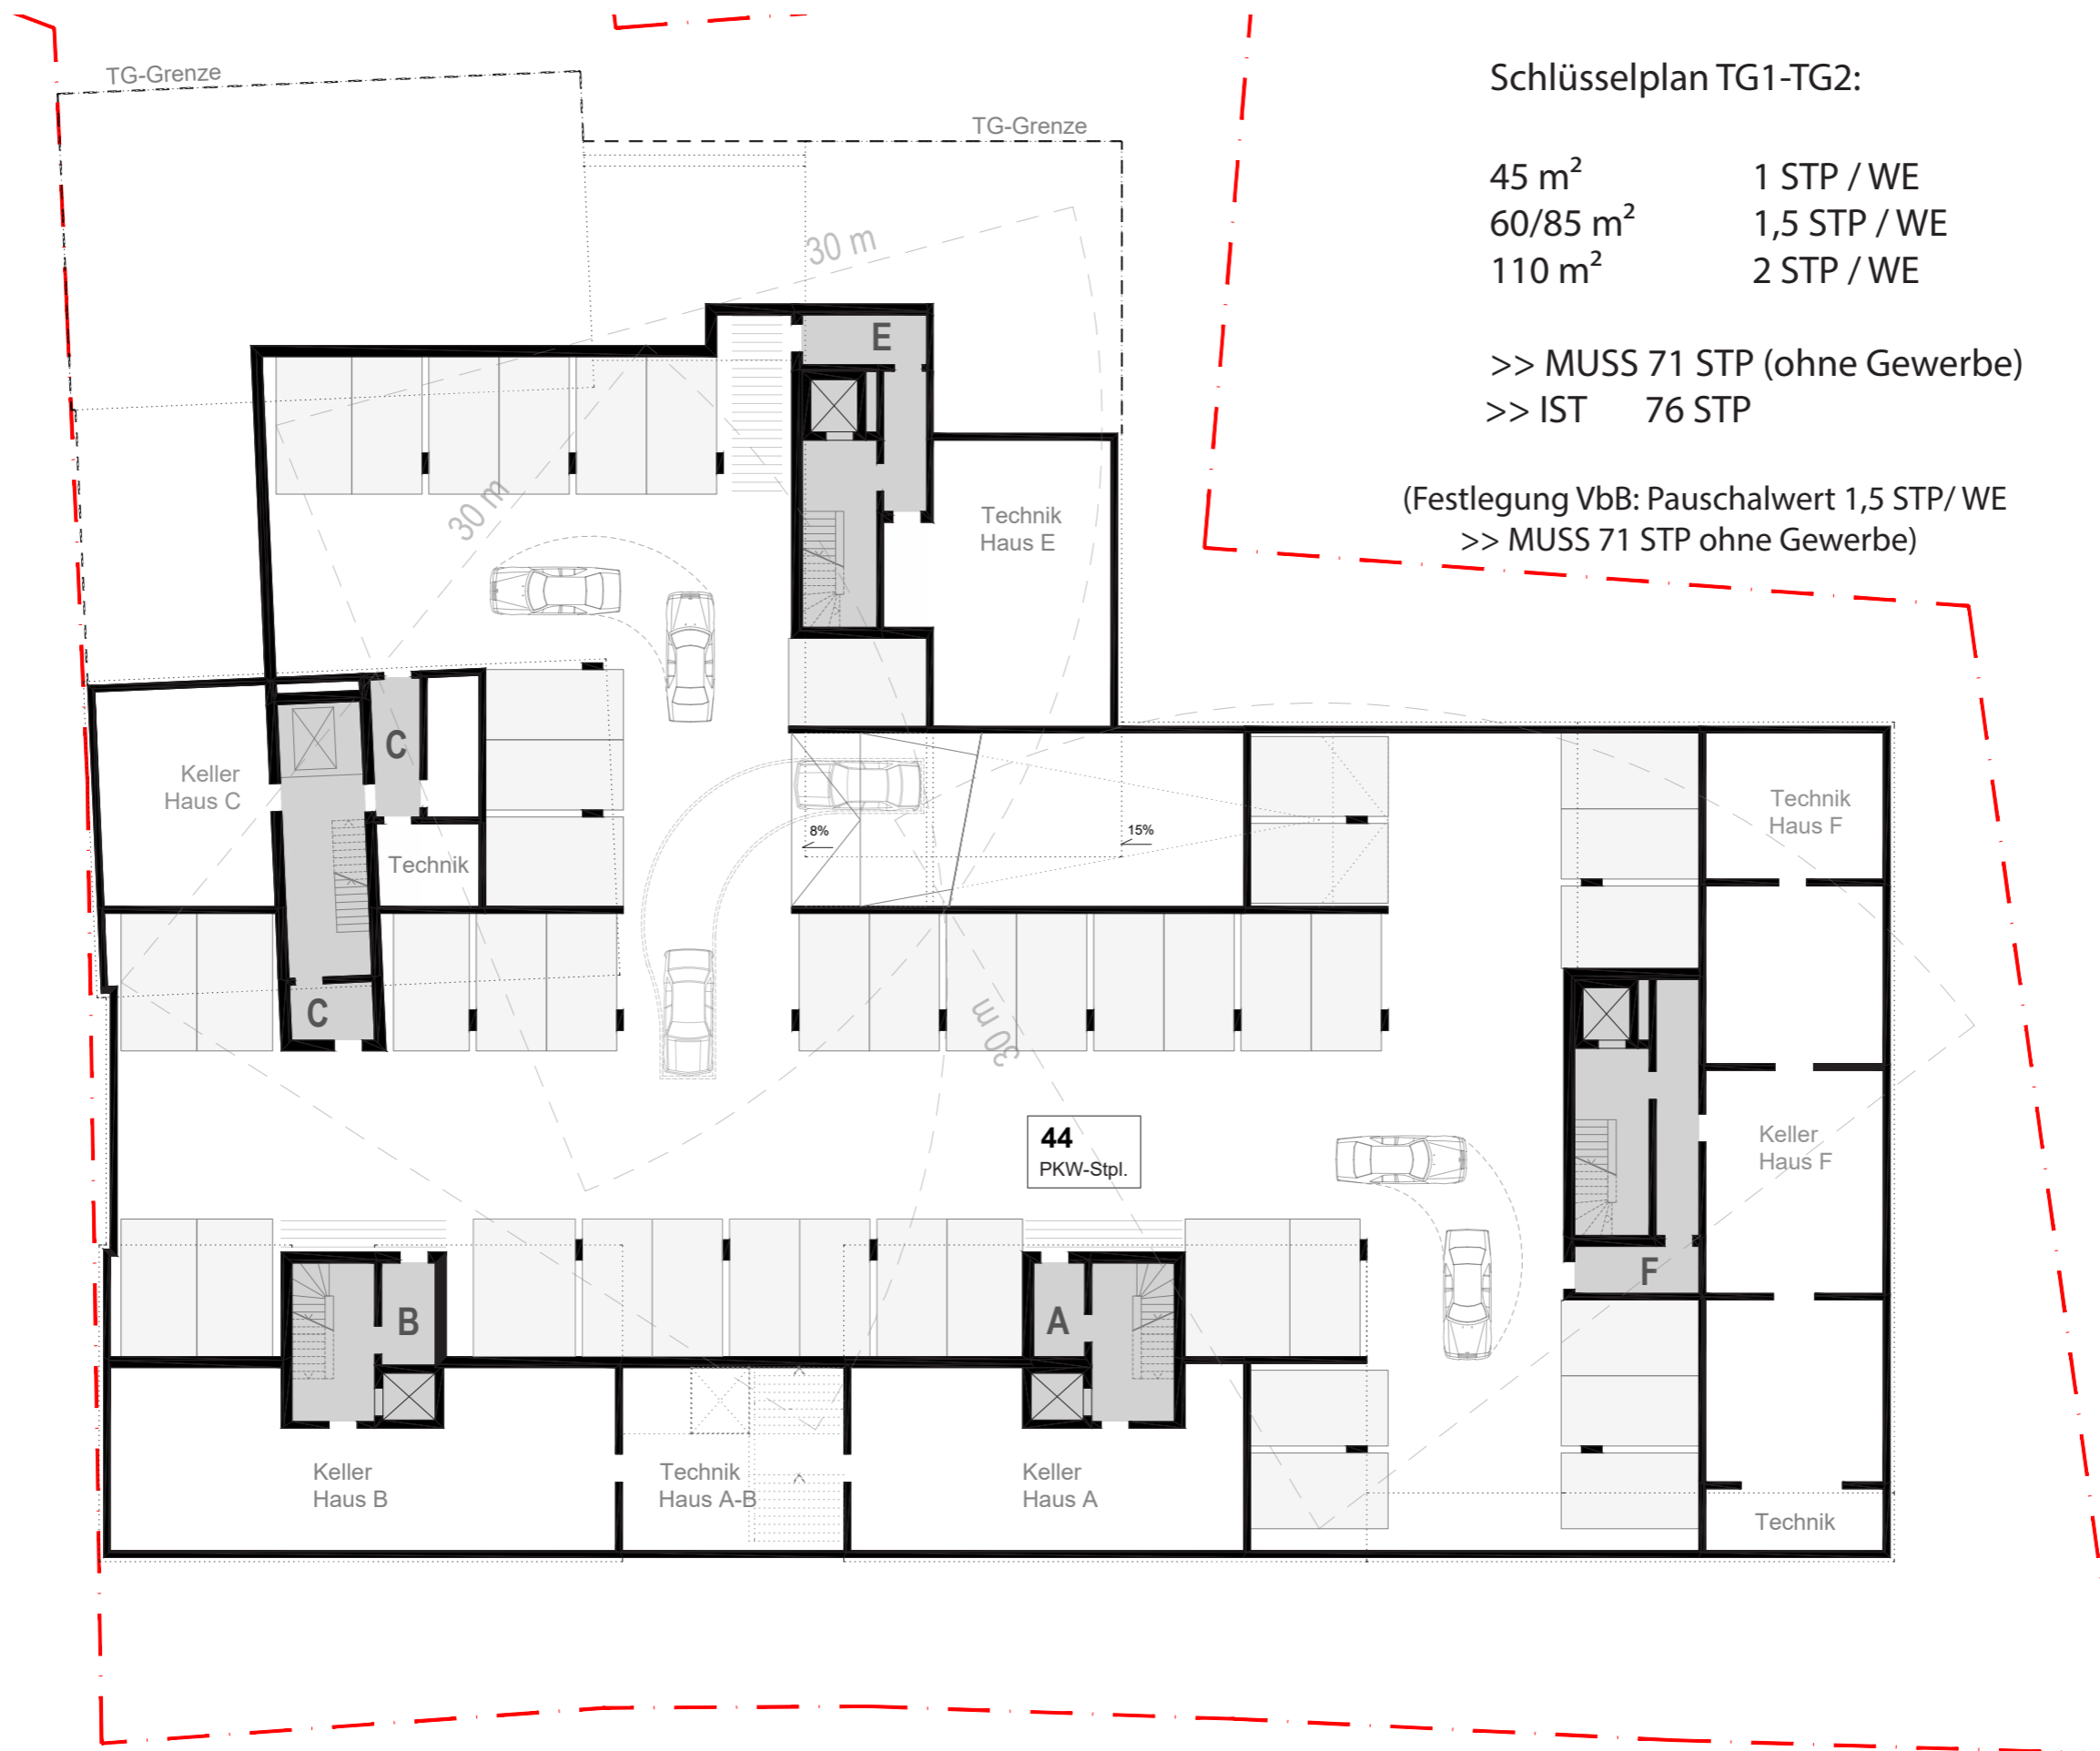 TG-Grenze
TG-Grenze
Schlüsselplan TG1-TG2:
45 m² 1 STP / WE
60/85 m² 1,5 STP / WE
110 m² 2 STP / WE
>> MUSS 71 STP (ohne Gewerbe)
>> IST 76 STP
(Festlegung VbB: Pauschalwert 1,5 STP/ WE
>> MUSS 71 STP ohne Gewerbe)
30 m
E
30 m
Technik
Haus E
C
Keller
Haus C
Technik
8%
15%
Technik
Haus F
C
30 m
44
PKW-Stpl.
Keller
Haus F
F
B
A
Keller
Haus B
Technik
Haus A-B
Keller
Haus A
Technik